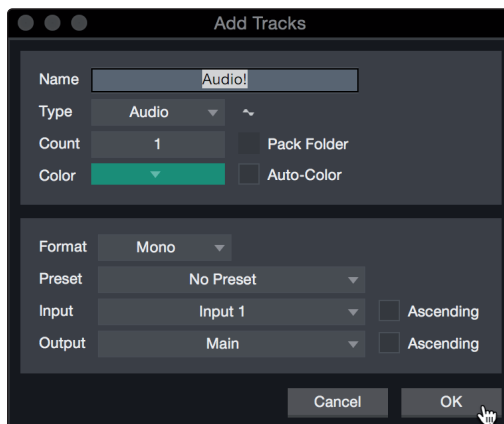 Add Tracks
Name Audio!
Type Audio
Count 1 Pack Folder
Color Auto-Color
Format Mono
Preset No Preset
Input Input 1 Ascending
Output Main Ascending
Cancel OK